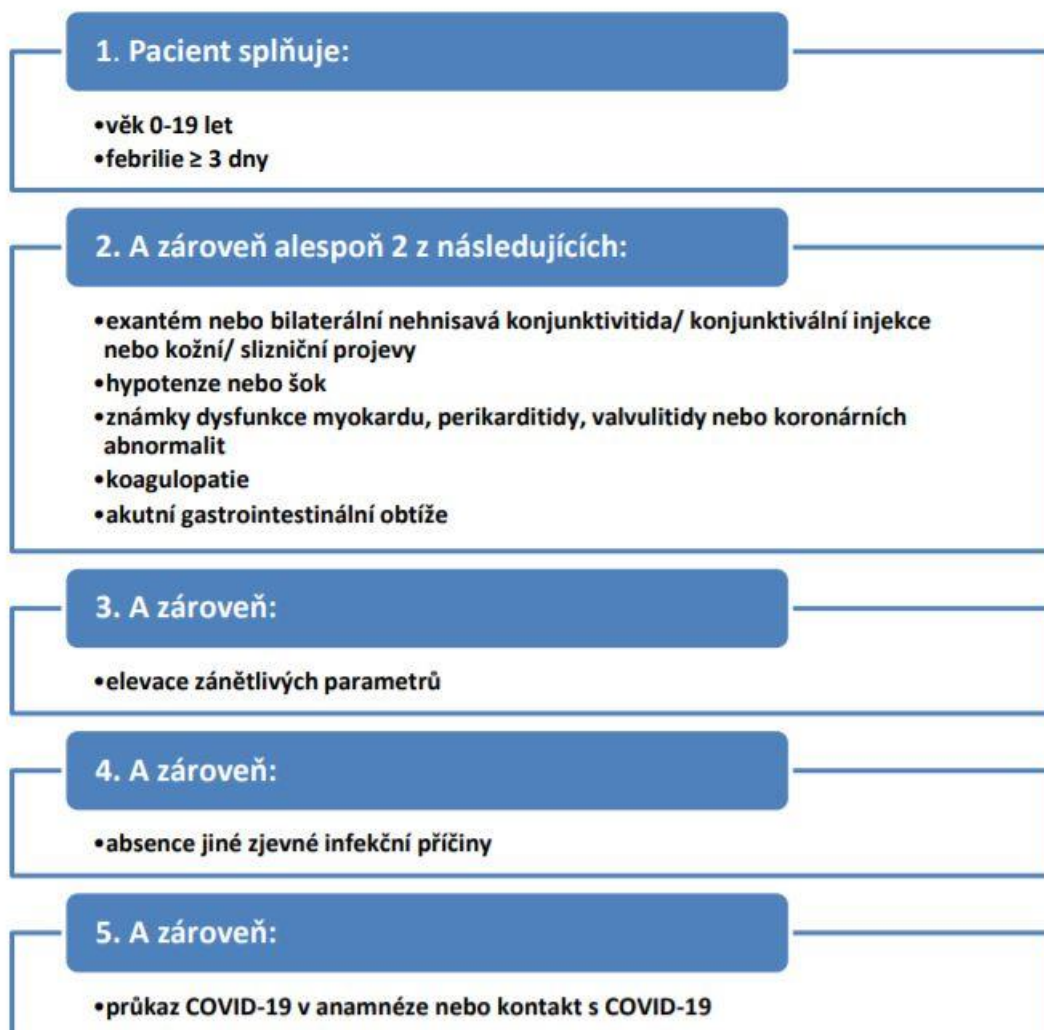 1. Pacient splňuje:
•věk 0-19 let
•febrilie ≥ 3 dny
2. A zároveň alespoň 2 z následujících:
•exantém nebo bilaterální nehnisavá konjunktivitida/ konjunktivální injekce
nebo kožní/ slizniční projevy
•hypotenze nebo šok
•známky dysfunkce myokardu, perikarditidy, valvulitidy nebo koronárních
abnormalit
•koagulopatie
•akutní gastrointestinální obtíže
3. A zároveň:
•elevace zánětlivých parametrů
4. A zároveň:
•absence jiné zjevné infekční příčiny
5. A zároveň:
•průkaz COVID-19 v anamnéze nebo kontakt s COVID-19